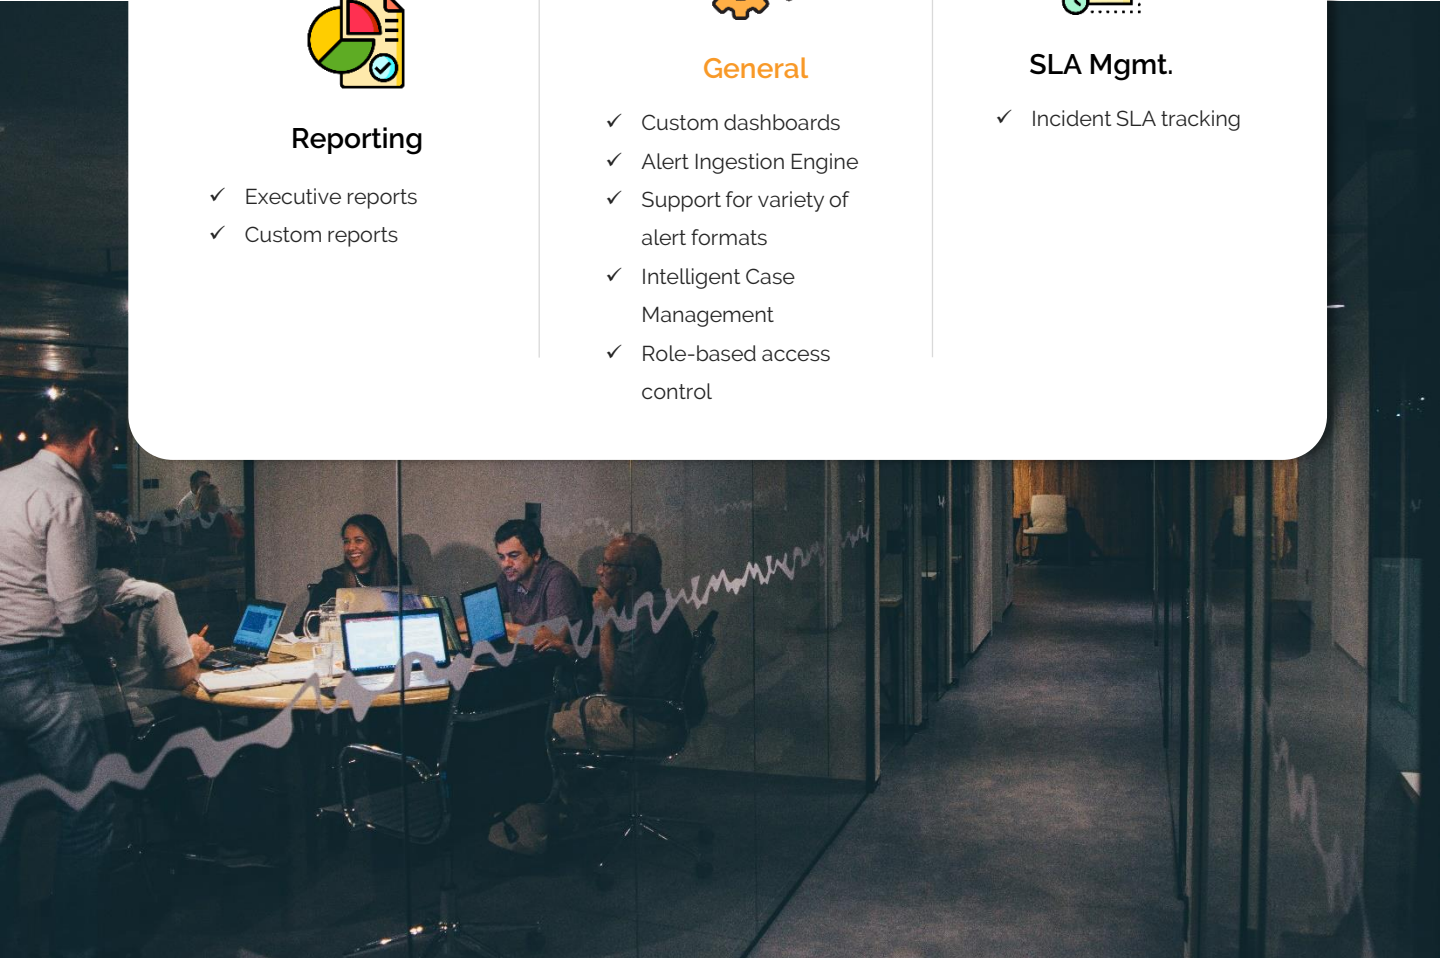 Reporting
Executive reports
Custom reports
General
Custom dashboards
Alert Ingestion Engine
Support for variety of
alert formats
Intelligent Case
Management
Role-based access
control
SLA Mgmt.
Incident SLA tracking